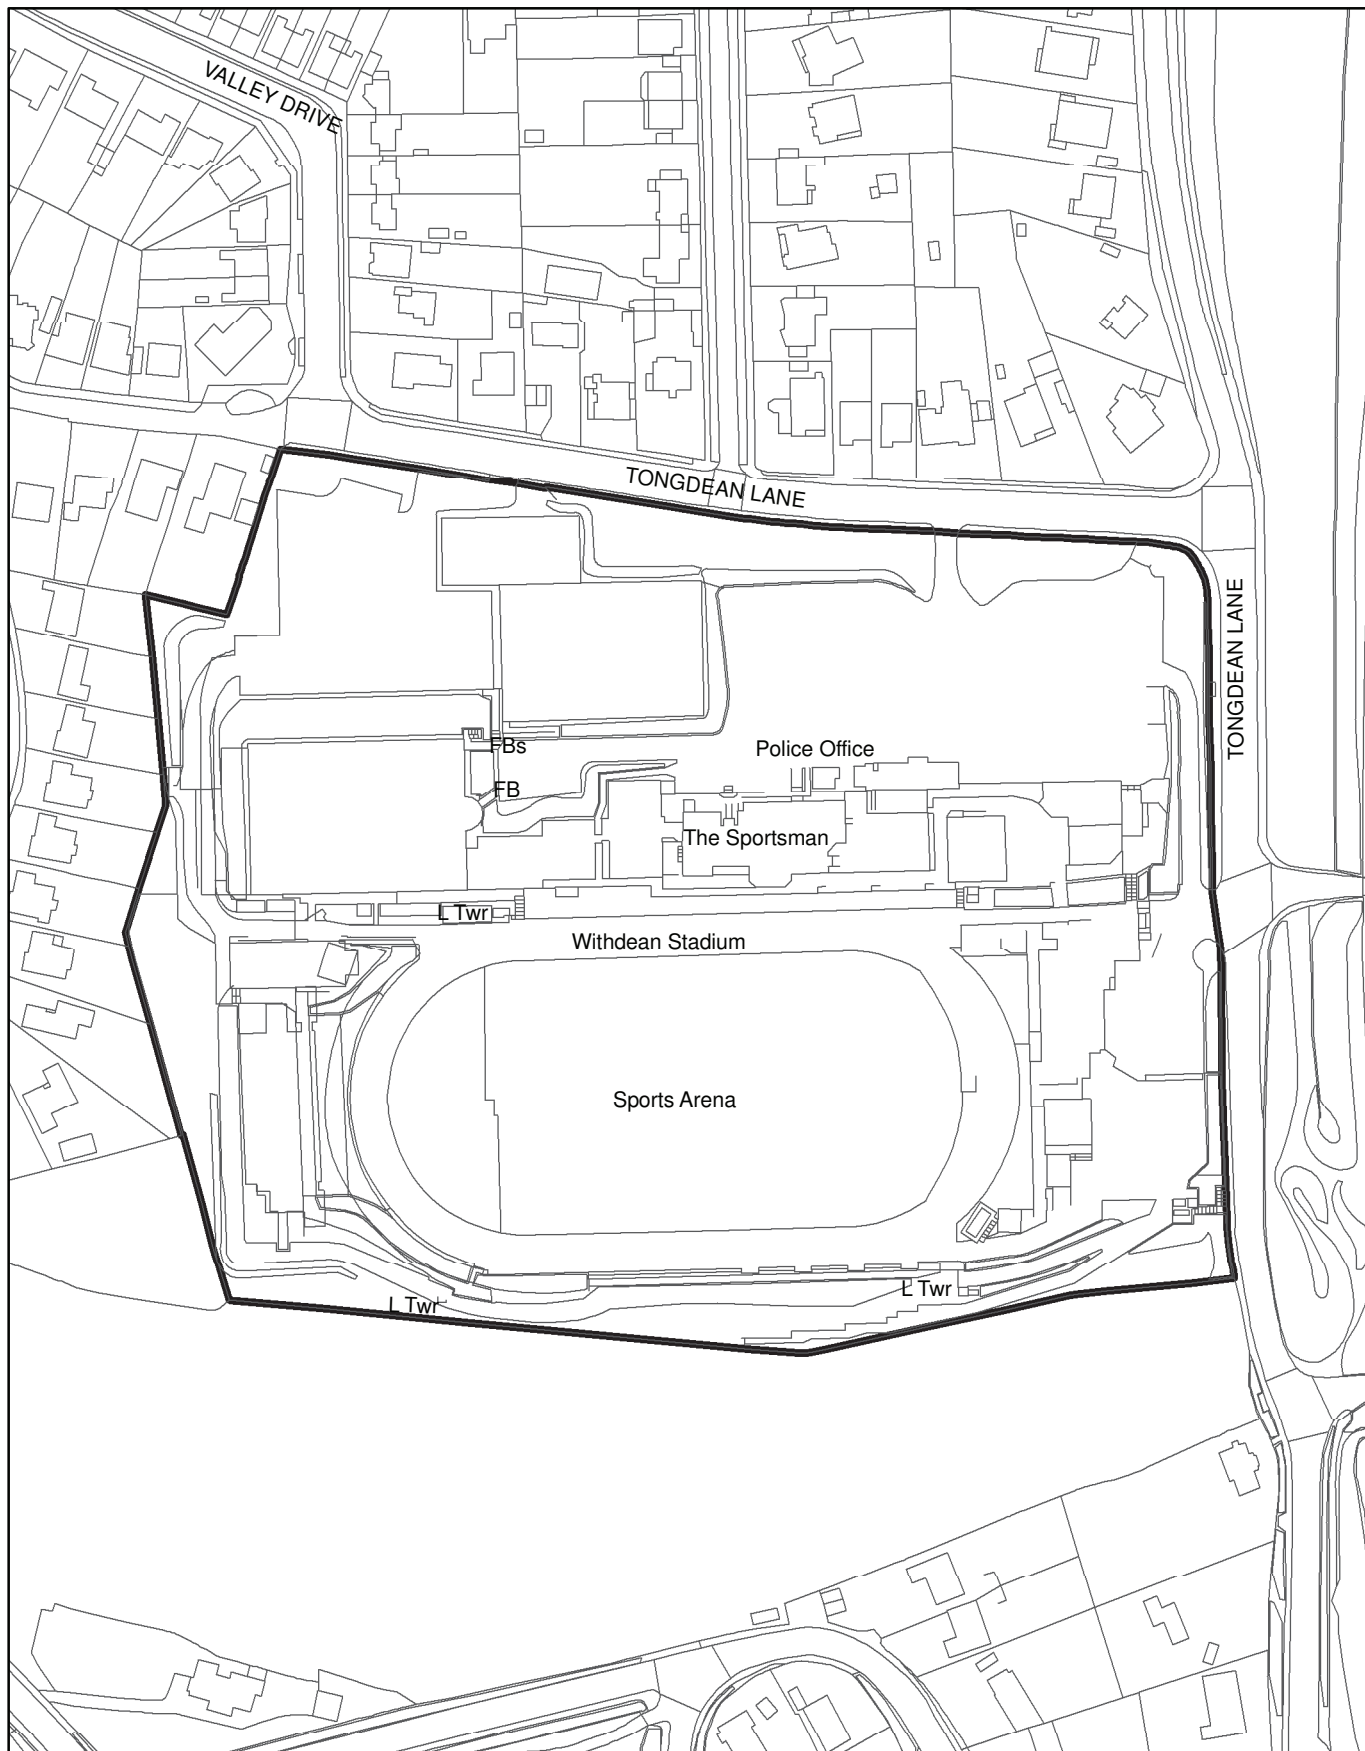 VALLEY DRIVE
TONGDEAN LANE
TONGDEAN LANE
FBs
Police Office
FB
The Sportsman
L Twr
Withdean Stadium
Sports Arena
L Twr
L Twr